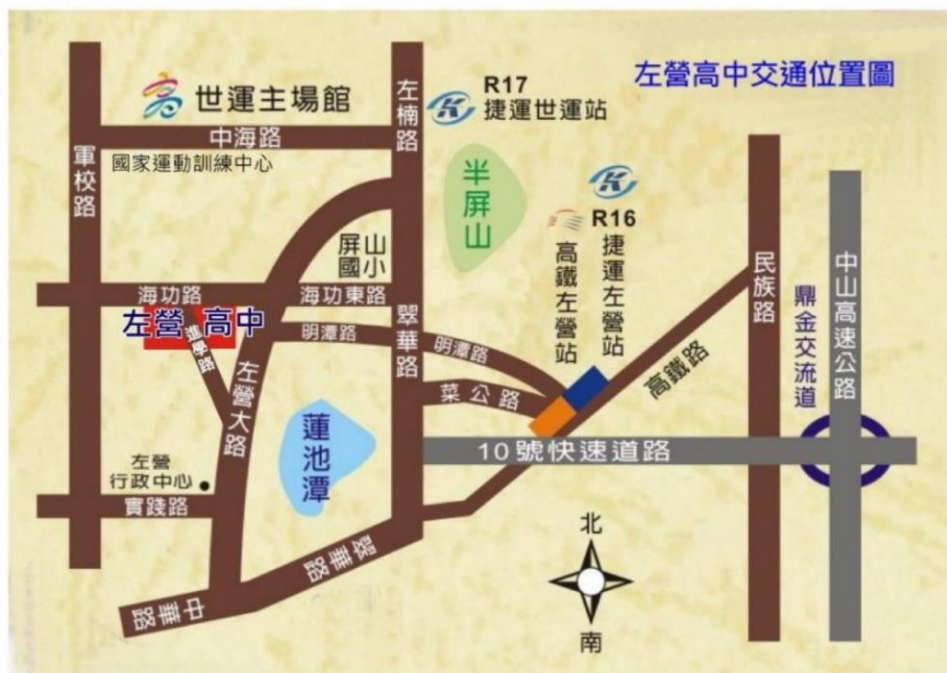 左營高中交通位置圖
世運主場館
左楠路
R17
捷運世運站
中海路
國家運動訓練中心
軍校路
半屏山
R16
捷運左營站
高鐵左營站
屏山
國小
民族路
中山高速公路
鼎金交流道
海功路
海功東路
左營 高中
進學路
翠華路
明潭路
明潭路
高鐵路
左營大路
菜公路
蓮池潭
10號快速道路
左營
行政中心
實踐路
翠華路
中華路
北
南